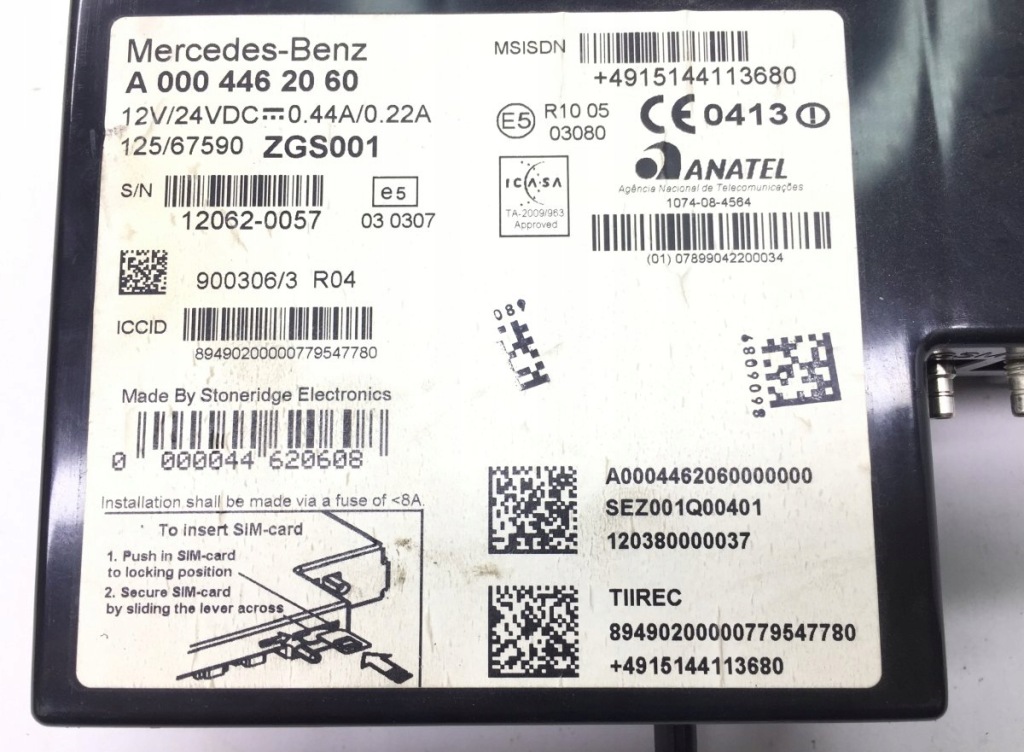 Mercedes-Benz
A 000 446 20 60
12V/24VDC 0.44A/0.22A
125/67590 ZGS001
S/N
12062-0057
e5
03 0307
900306/3 R04
ICCID
89490200000779547780
Made By Stoneridge Electronics
0 000044 620608
Installation shall be made via a fuse of <8A
To insert SIM-card
1. Push in SIM-card
to locking position
2. Secure SIM-card
by sliding the lever across
MSISDN
+4915144113680
E5
R10 05
03080
CE 0413
ICASA
TA-2009/963
Approved
ANATEL
Agência Nacional de Telecomunicações
1074-08-4564
(01) 07899042200034
089
8606089
A0004462060000000
SEZ001Q00401
120380000037
TIIREC
89490200000779547780
+4915144113680